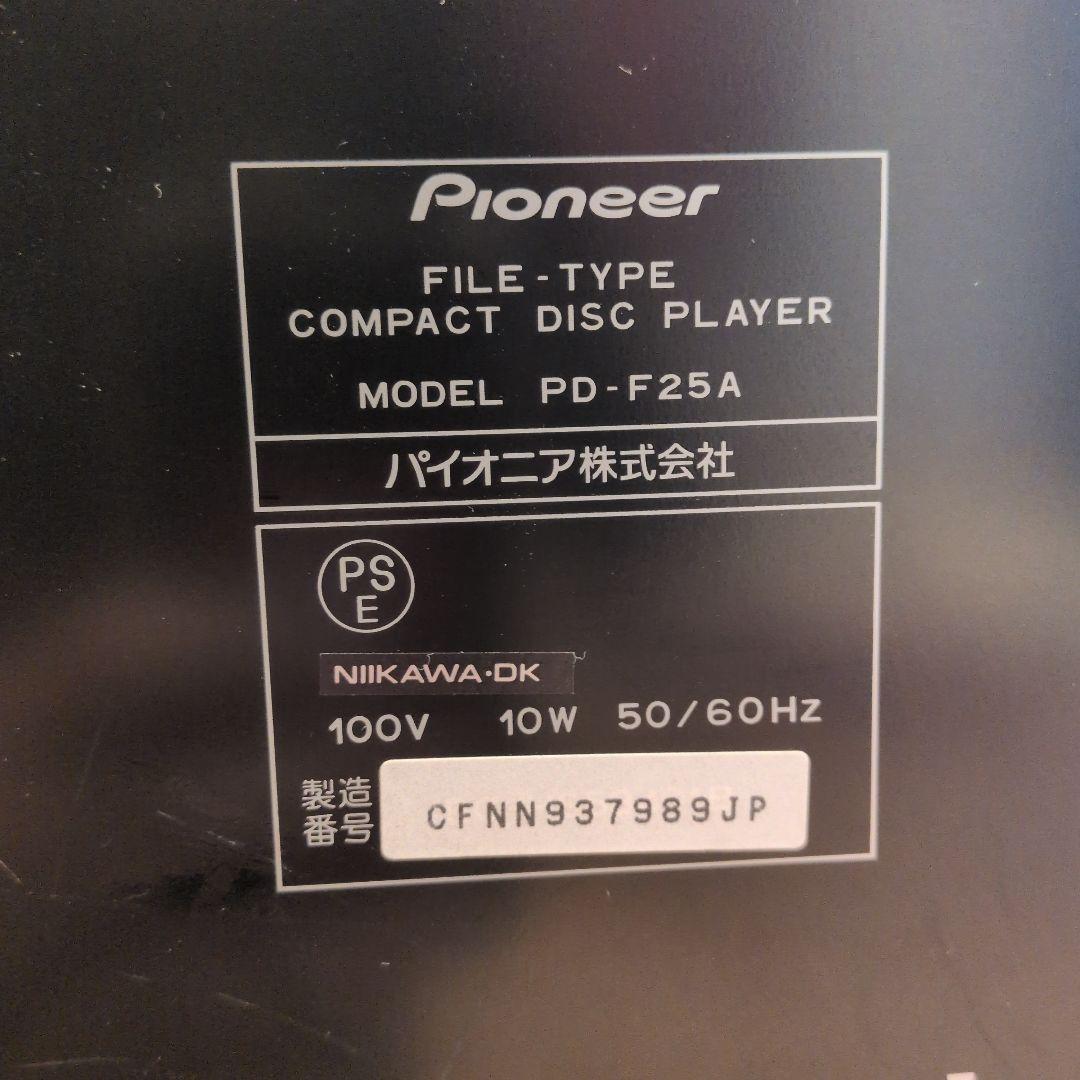 Pioneer
FILE-TYPE
COMPACT DISC PLAYER
MODEL PD-F25A
パイオニア株式会社
PS
E
NIIKAWA·DK
100V 10W 50/60Hz
製造
番号
CFNN937989JP